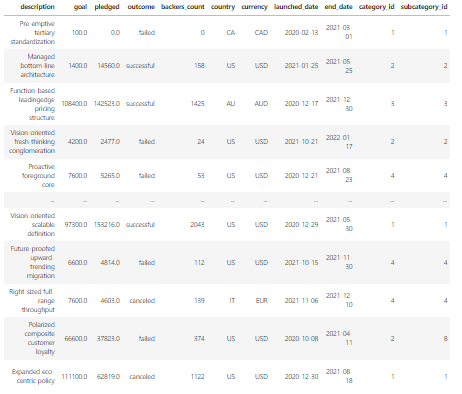 description goal pledged outcome backers_count country currency launched_date end_date category_id subcategory_id
Pre-emptive tertiary standardization 100.0 0.0 failed 0 CA CAD 2020-02-13 2021-03-01 1 1
Managed bottom-line architecture 1400.0 14560.0 successful 158 US USD 2021-01-25 2021-05-25 2 2
Function-based leadingedge pricing structure 108400.0 142523.0 successful 1425 AU AUD 2020-12-17 2021-12-30 3 3
Vision-oriented fresh-thinking conglomeration 4200.0 2477.0 failed 24 US USD 2021-10-21 2022-01-17 2 2
Proactive foreground core 7600.0 5265.0 failed 53 US USD 2020-12-21 2021-08-23 4 4
... ... ... ... ... ... ... ... ... ... ...
Vision-oriented scalable definition 97300.0 153216.0 successful 2043 US USD 2020-12-29 2021-05-30 1 1
Future-proofed upward-trending migration 6600.0 4814.0 failed 112 US USD 2021-10-15 2021-11-30 4 4
Right-sized full-range throughput 7600.0 4603.0 canceled 139 IT EUR 2021-11-06 2021-12-10 4 4
Polarized composite customer loyalty 66600.0 37823.0 failed 374 US USD 2020-10-08 2021-04-11 2 8
Expanded eco-centric policy 111100.0 62819.0 canceled 1122 US USD 2020-12-30 2021-08-18 1 1